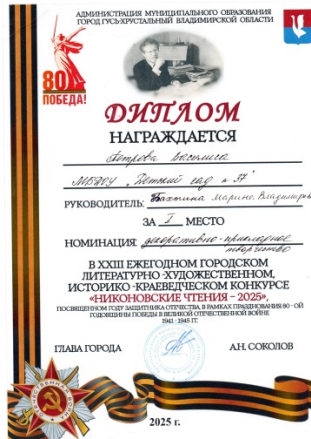 АДМИНИСТРАЦИЯ МУНИЦИПАЛЬНОГО ОБРАЗОВАНИЯ
ГОРОД ГУСЬ-ХРУСТАЛЬНЫЙ ВЛАДИМИРСКОЙ ОБЛАСТИ
80
ПОБЕДА!
ДИПЛОМ
НАГРАЖДАЕТСЯ
Петрова Василиса
МБДОУ "Детский сад № 37"
РУКОВОДИТЕЛЬ: Бахтина Марина Владимировна
ЗА I МЕСТО
НОМИНАЦИЯ: декоративно-прикладное
творчество
В XXIII ЕЖЕГОДНОМ ГОРОДСКОМ
ЛИТЕРАТУРНО-ХУДОЖЕСТВЕННОМ,
ИСТОРИКО-КРАЕВЕДЧЕСКОМ КОНКУРСЕ
«НИКОНОВСКИЕ ЧТЕНИЯ – 2025»,
ПОСВЯЩЕННОМ ГОДУ ЗАЩИТНИКА ОТЕЧЕСТВА, В РАМКАХ ПРАЗДНОВАНИЯ 80 -ОЙ
ГОДОВЩИНЫ ПОБЕДЫ В ВЕЛИКОЙ ОТЕЧЕСТВЕННОЙ ВОЙНЕ
1941 - 1945 ГГ.
ГЛАВА ГОРОДА А.Н. СОКОЛОВ
2025 г.